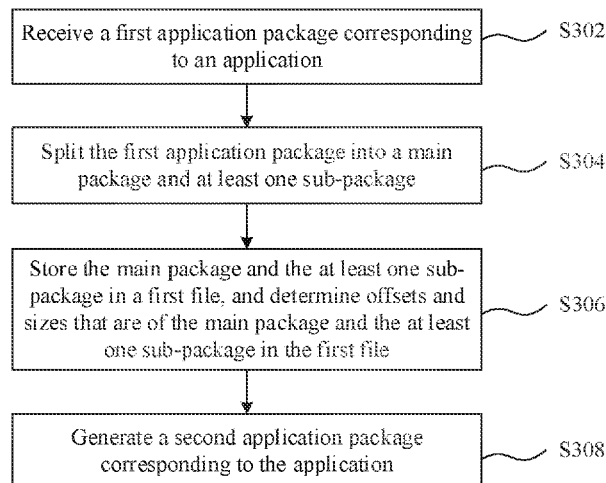 Receive a first application package corresponding
to an application
S302
Split the first application package into a main
package and at least one sub-package
S304
Store the main package and the at least one sub-
package in a first file, and determine offsets and
sizes that are of the main package and the at least
one sub-package in the first file
S306
Generate a second application package
corresponding to the application
S308